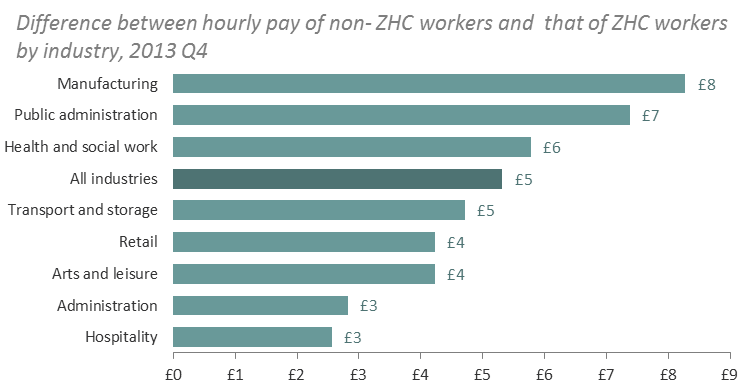 Difference between hourly pay of non- ZHC workers and  that of ZHC workers
by industry, 2013 Q4
Manufacturing £8
Public administration £7
Health and social work £6
All industries £5
Transport and storage £5
Retail £4
Arts and leisure £4
Administration £3
Hospitality £3
£0 £1 £2 £3 £4 £5 £6 £7 £8 £9